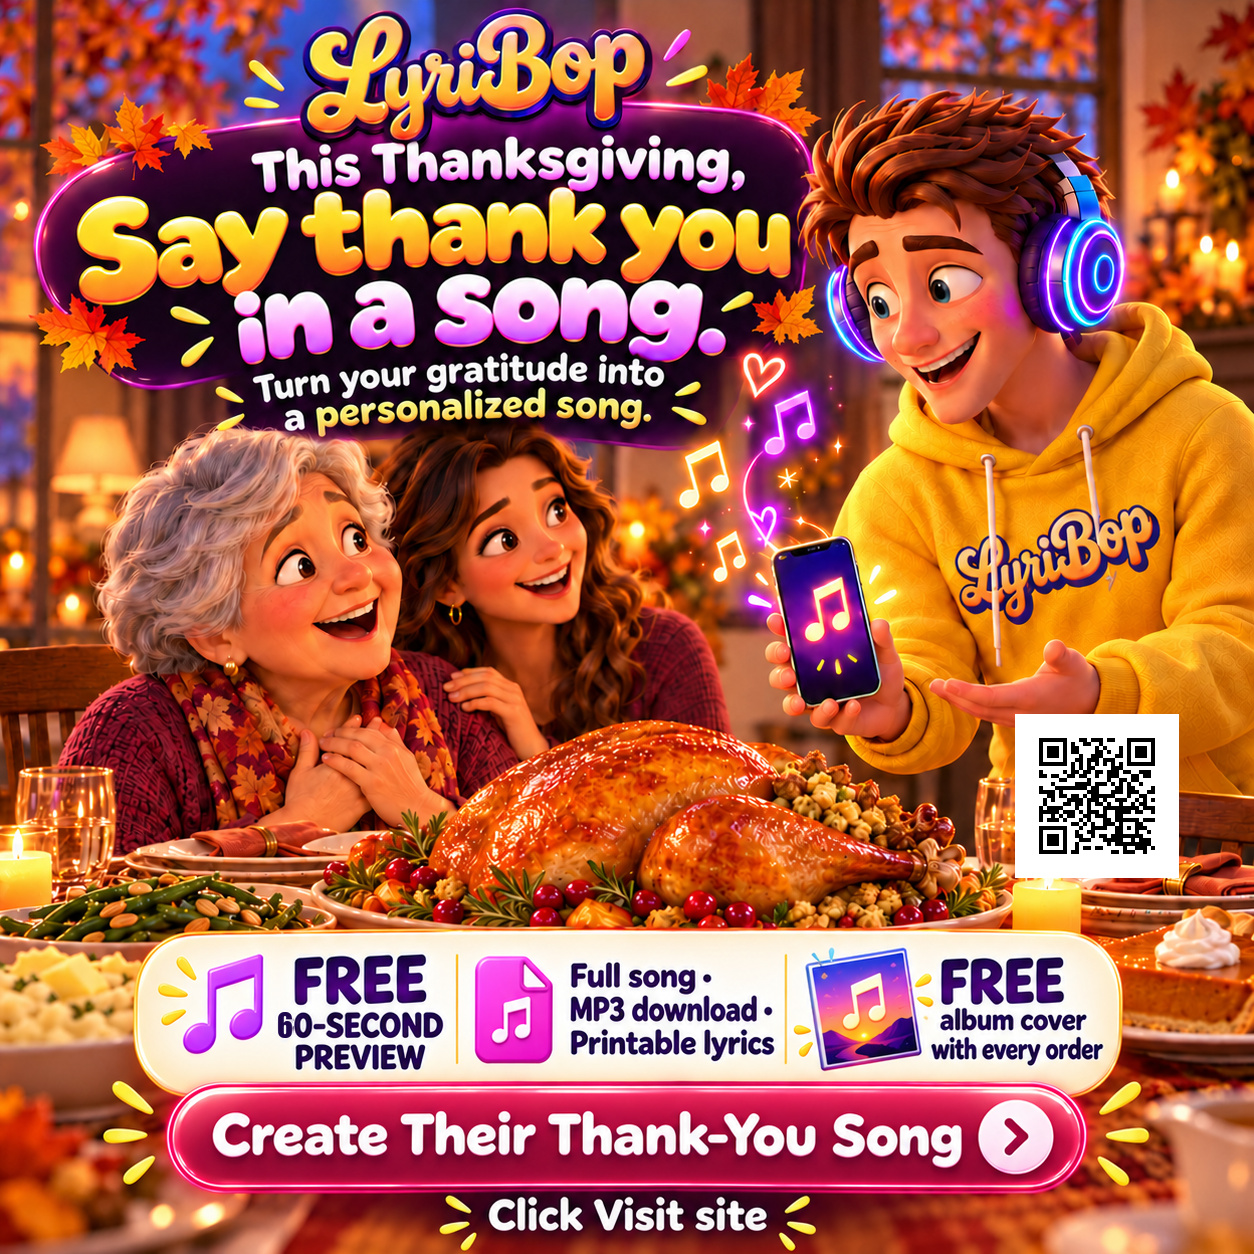 LyriBop
This Thanksgiving,
Say thank you
in a song.
Turn your gratitude into
a personalized song.
LyriBop
FREE
60-SECOND
PREVIEW
Full song •
MP3 download •
Printable lyrics
FREE
album cover
with every order
Create Their Thank-You Song
Click Visit site